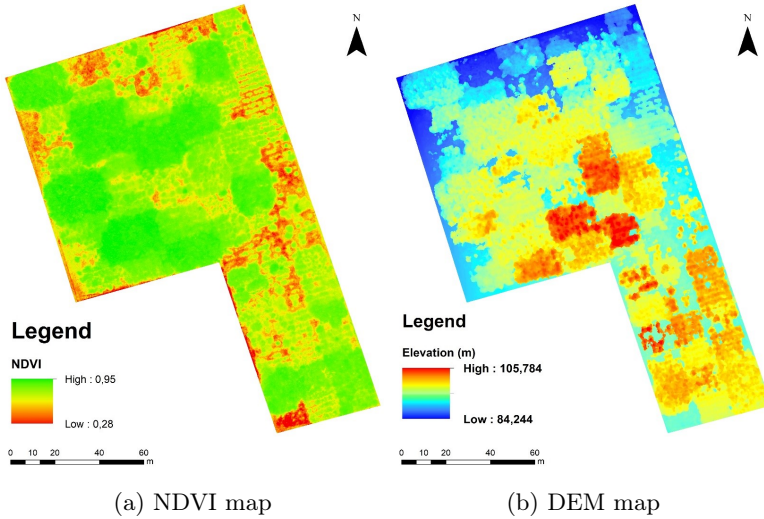 N
Legend
NDVI
High : 0,95
Low : 0,28
0 10 20 40 60
m
(a) NDVI map
N
Legend
Elevation (m)
High : 105,784
Low : 84,244
0 10 20 40 60
m
(b) DEM map